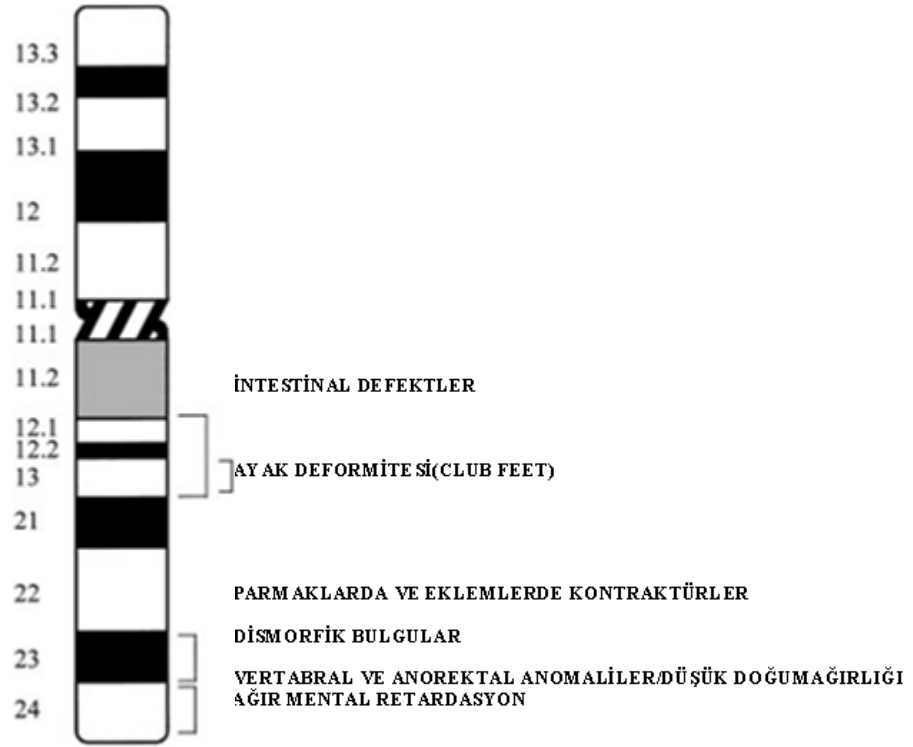 13.3
13.2
13.1
12
11.2
11.1
11.1
11.2
İNTESTİNAL DEFEKTLER
12.1
12.2
13
AYAK DEFORMİTESİ(CLUB FEET)
21
22
PARMAKLARDA VE EKLEMLERDE KONTRAKTÜRLER
DİSMORFİK BULGULAR
23
VERTABRAL VE ANOREKTAL ANOMALİLER/DÜŞÜK DOĞUMAĞIRLIĞI
AĞIR MENTAL RETARDASYON
24